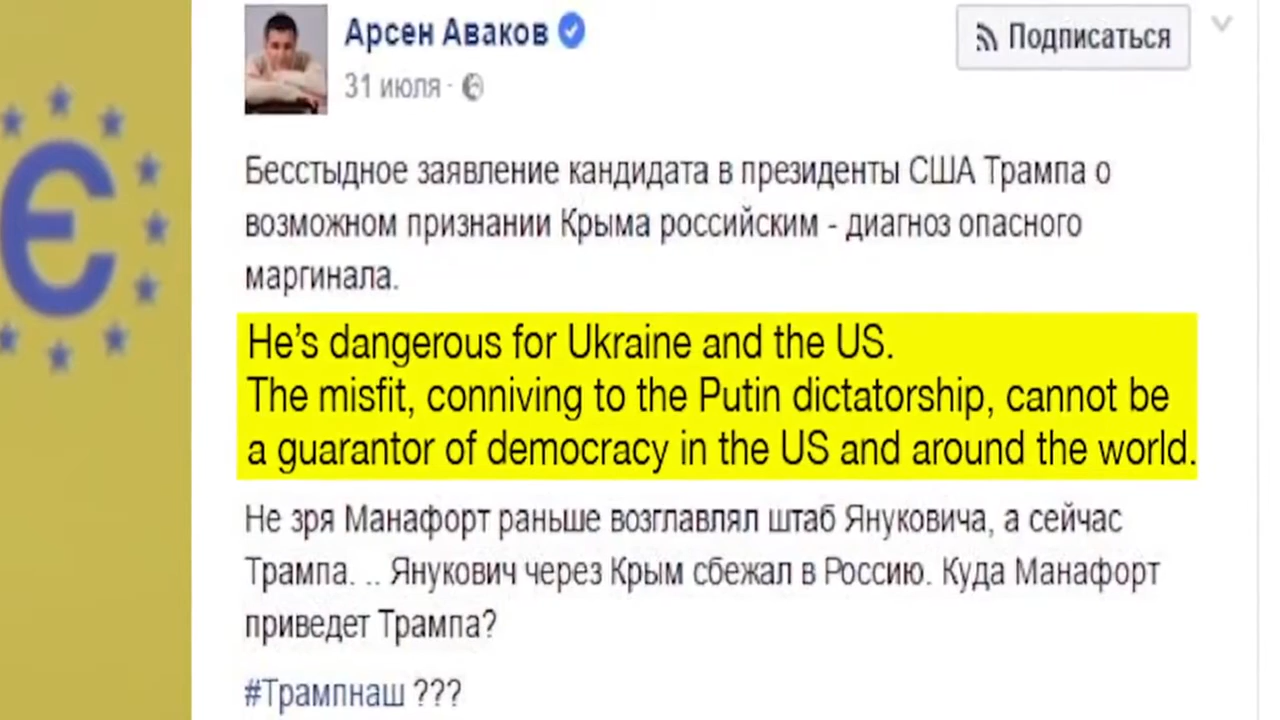 Арсен Аваков
Подписаться
31 июля ·
Бесстыдное заявление кандидата в президенты США Трампа о
возможном признании Крыма российским - диагноз опасного
маргинала.
He's dangerous for Ukraine and the US.
The misfit, conniving to the Putin dictatorship, cannot be
a guarantor of democracy in the US and around the world.
Не зря Манафорт раньше возглавлял штаб Януковича, а сейчас
Трампа. .. Янукович через Крым сбежал в Россию. Куда Манафорт
приведет Трампа?
#Трампнаш ???
Є